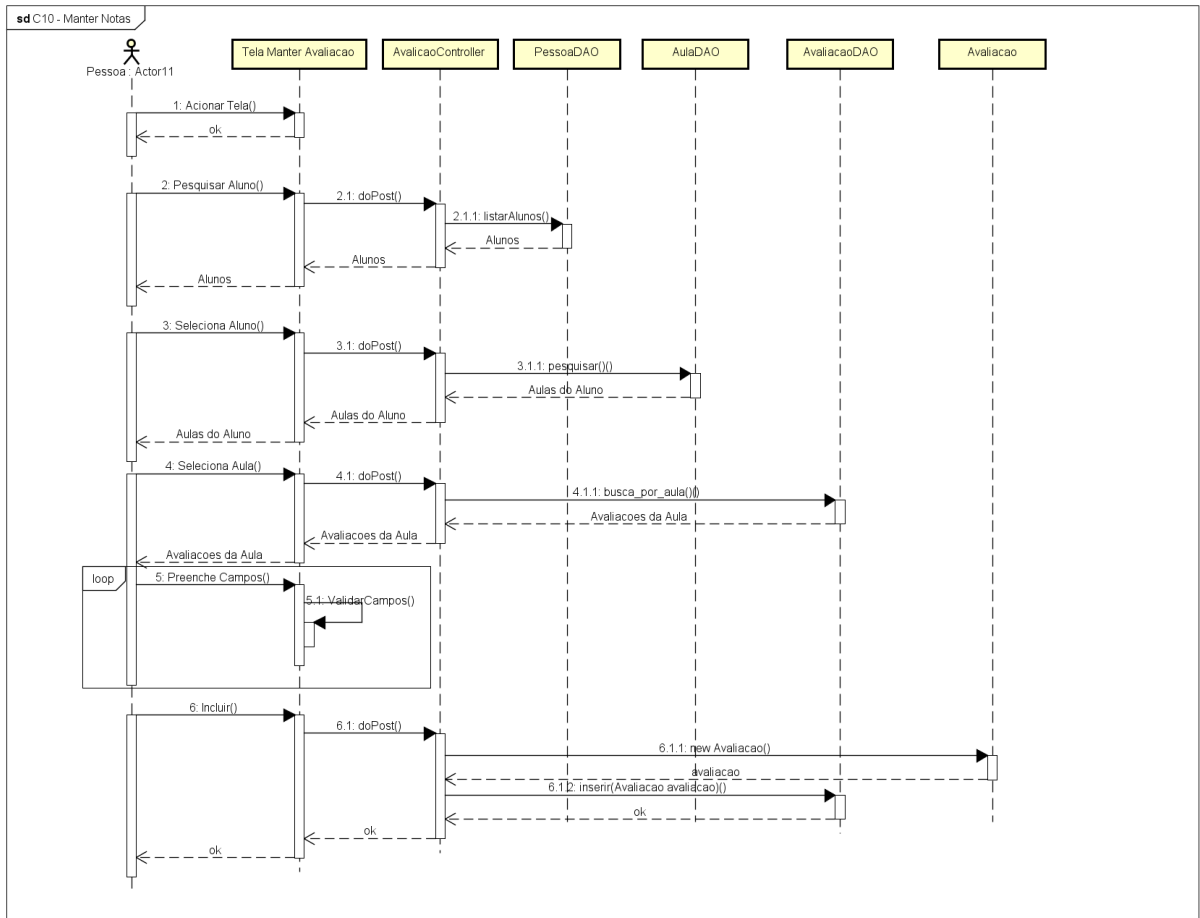 sd C10 - Manter Notas
Pessoa : Actor11
Tela Manter Avaliacao
AvalicaoController
PessoaDAO
AulaDAO
AvaliacaoDAO
Avaliacao
1: Acionar Tela()
ok
2: Pesquisar Aluno()
2.1: doPost()
2.1.1: listarAlunos()
Alunos
Alunos
Alunos
3: Seleciona Aluno()
3.1: doPost()
3.1.1: pesquisar()()
Aulas do Aluno
Aulas do Aluno
Aulas do Aluno
4: Seleciona Aula()
4.1: doPost()
4.1.1: busca_por_aula()()
Avaliacoes da Aula
Avaliacoes da Aula
Avaliacoes da Aula
loop
5: Preenche Campos()
5.1: ValidarCampos()
6: Incluir()
6.1: doPost()
6.1.1: new Avaliacao()
avaliacao
6.1.2: inserir(Avaliacao avaliacao)()
ok
ok
ok